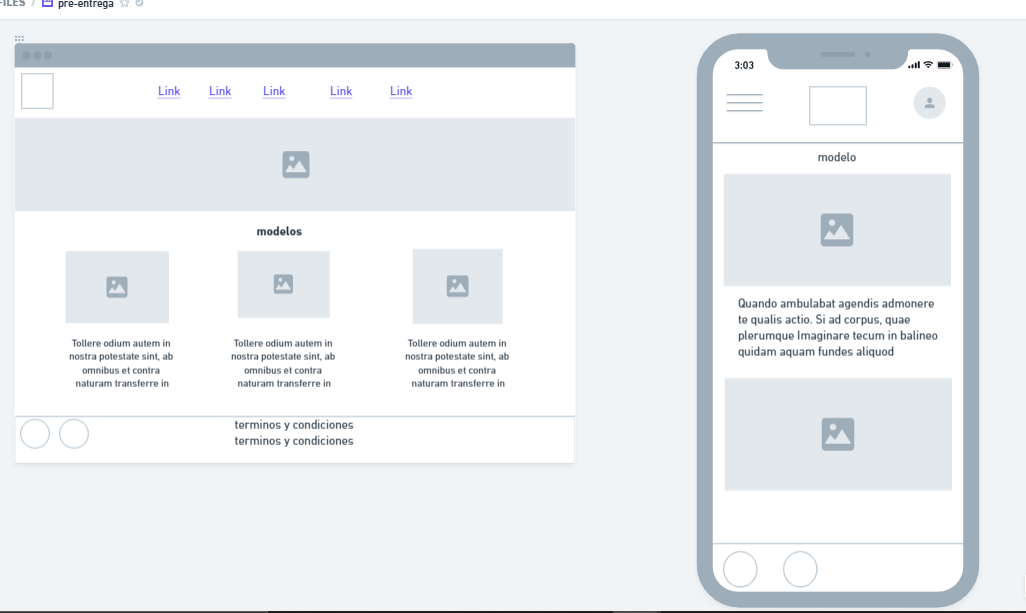 FILES / pre-entrega
Link Link Link Link Link
modelos
Tollere odium autem in
nostra potestate sint, ab
omnibus et contra
naturam transferre in
Tollere odium autem in
nostra potestate sint, ab
omnibus et contra
naturam transferre in
Tollere odium autem in
nostra potestate sint, ab
omnibus et contra
naturam transferre in
terminos y condiciones
terminos y condiciones
3:03
modelo
Quando ambulabat agendis admonere
te qualis actio. Si ad corpus, quae
plerumque Imaginare tecum in balineo
quidam aquam fundes aliquod